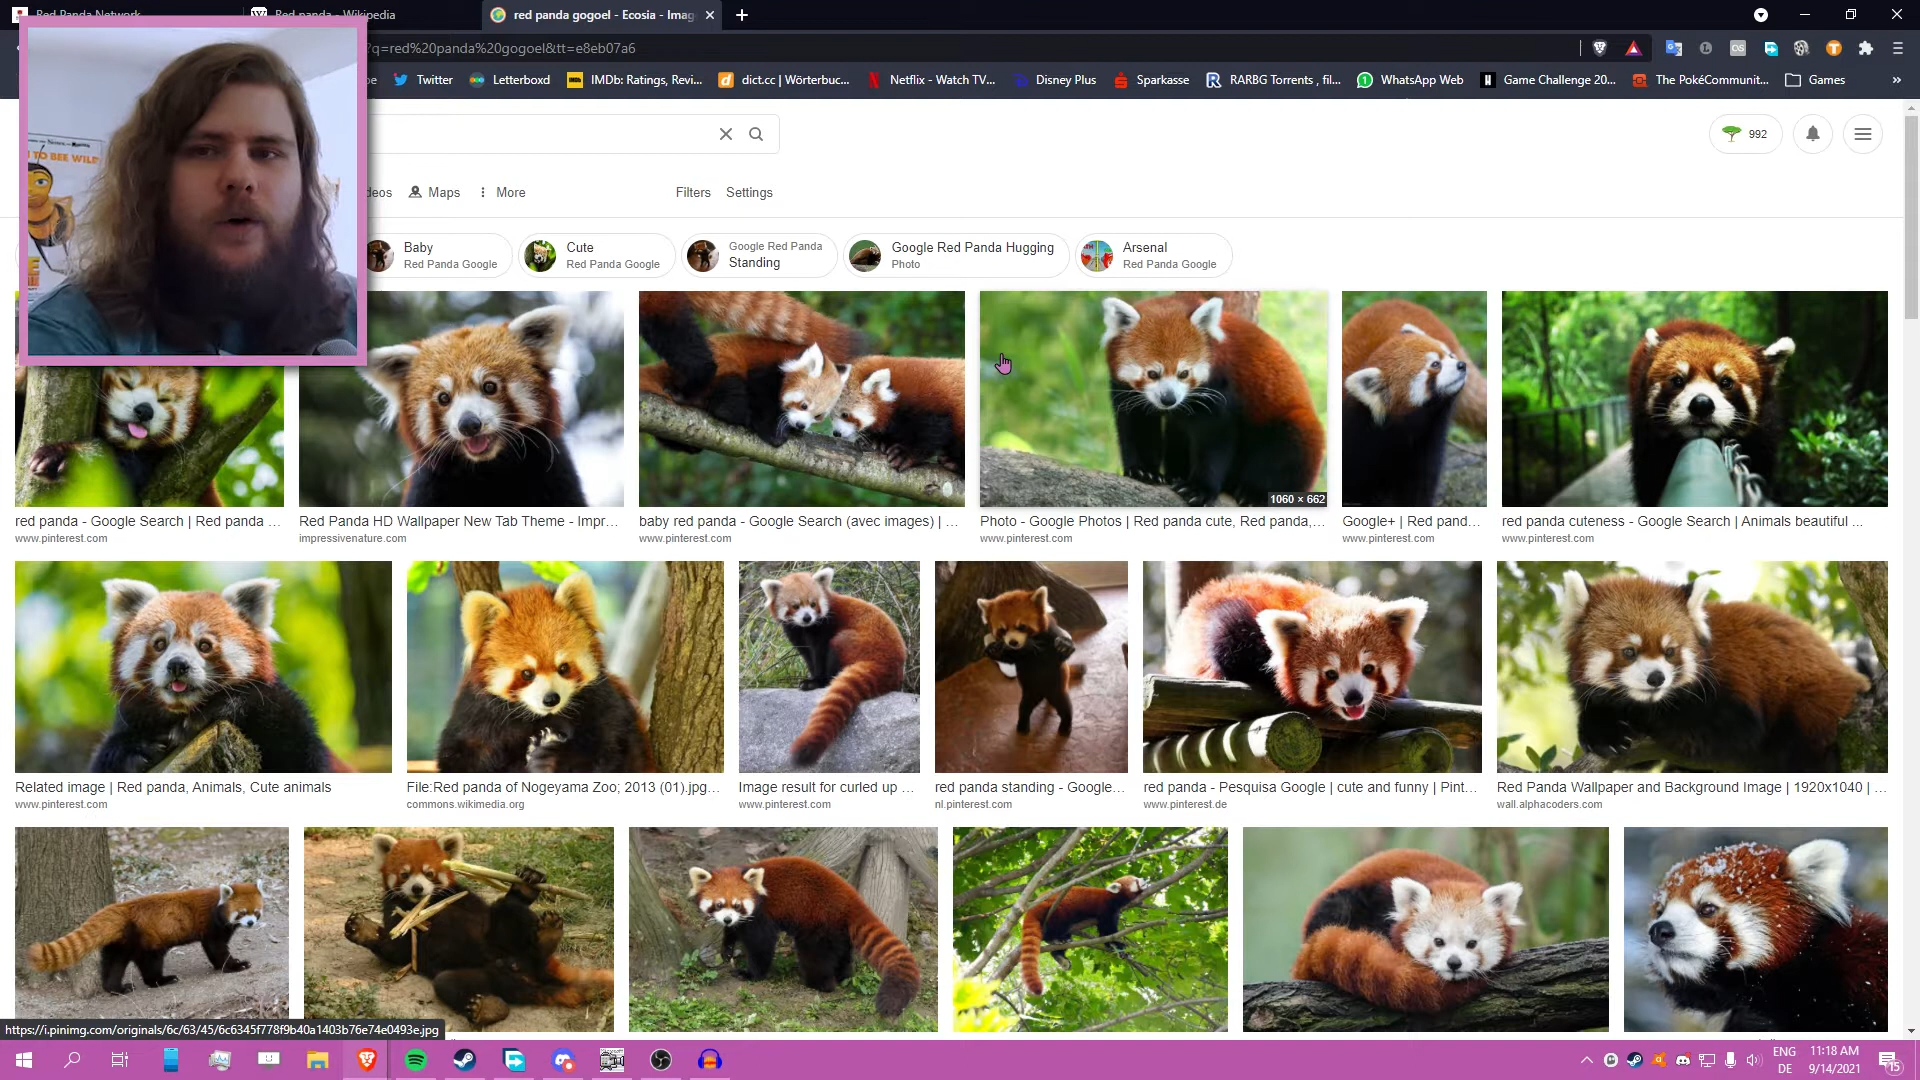 Red Panda Network
Red panda - Wikipedia
red panda gogoel - Ecosia - Imag
?q=red%20panda%20gogoel&tt=e8eb07a6
Twitter
Letterboxd
IMDb: Ratings, Revi...
dict.cc | Wörterbuc...
Netflix - Watch TV...
Disney Plus
Sparkasse
RARBG Torrents , fil...
WhatsApp Web
Game Challenge 20...
The PokéCommunit...
Games
»
992
deos
Maps
More
Filters
Settings
TO BEE WILD
Baby
Red Panda Google
Cute
Red Panda Google
Google Red Panda
Standing
Google Red Panda Hugging
Photo
Arsenal
Red Panda Google
1060 × 662
red panda - Google Search | Red panda ...
www.pinterest.com
Red Panda HD Wallpaper New Tab Theme - Impr...
impressivenature.com
baby red panda - Google Search (avec images) | ...
www.pinterest.com
Photo - Google Photos | Red panda cute, Red panda,...
www.pinterest.com
Google+ | Red pand...
www.pinterest.com
red panda cuteness - Google Search | Animals beautiful ...
www.pinterest.com
Related image | Red panda, Animals, Cute animals
www.pinterest.com
File:Red panda of Nogeyama Zoo; 2013 (01).jpg...
commons.wikimedia.org
Image result for curled up ...
www.pinterest.com
red panda standing - Google...
nl.pinterest.com
red panda - Pesquisa Google | cute and funny | Pint...
www.pinterest.de
Red Panda Wallpaper and Background Image | 1920x1040 | ...
wall.alphacoders.com
https://i.pinimg.com/originals/6c/63/45/6c6345f778f9b40a1403b76e74e0493e.jpg
ENG
DE
11:18 AM
9/14/2021
15